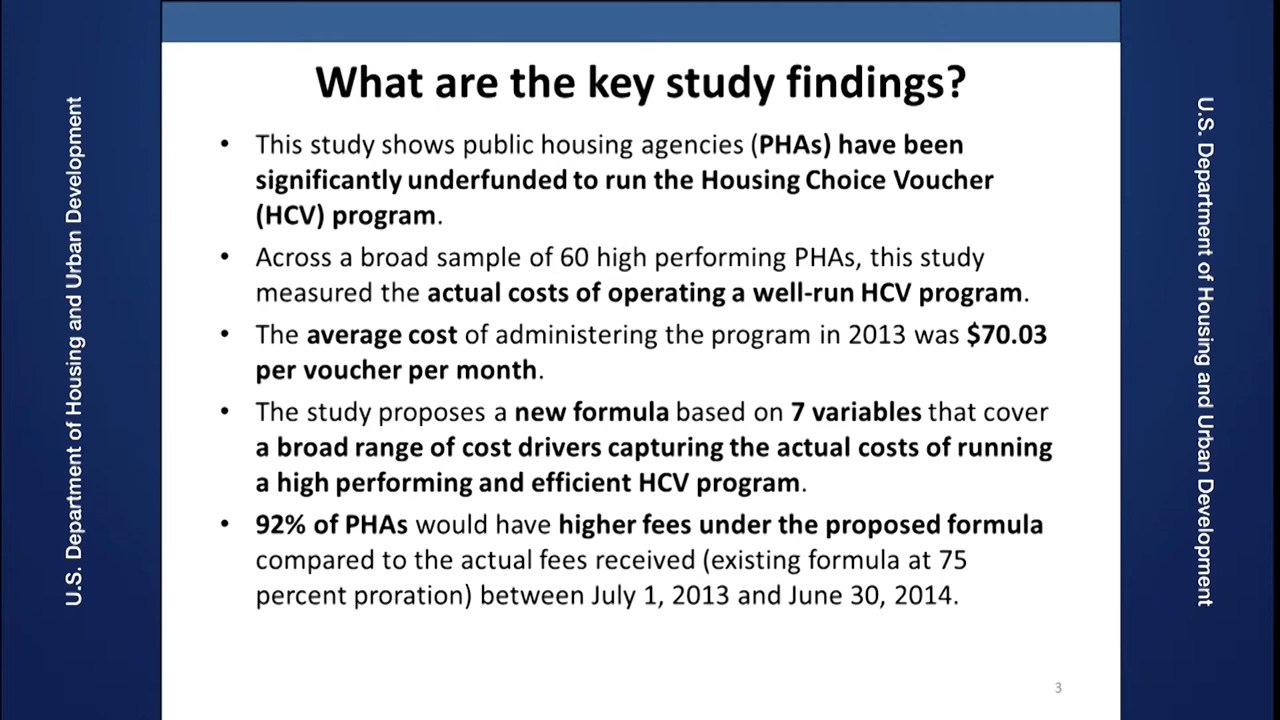 U.S. Department of Housing and Urban Development
What are the key study findings?
• This study shows public housing agencies (PHAs) have been
significantly underfunded to run the Housing Choice Voucher
(HCV) program.
• Across a broad sample of 60 high performing PHAs, this study
measured the actual costs of operating a well-run HCV program.
• The average cost of administering the program in 2013 was $70.03
per voucher per month.
• The study proposes a new formula based on 7 variables that cover
a broad range of cost drivers capturing the actual costs of running
a high performing and efficient HCV program.
• 92% of PHAs would have higher fees under the proposed formula
compared to the actual fees received (existing formula at 75
percent proration) between July 1, 2013 and June 30, 2014.
3
U.S. Department of Housing and Urban Development